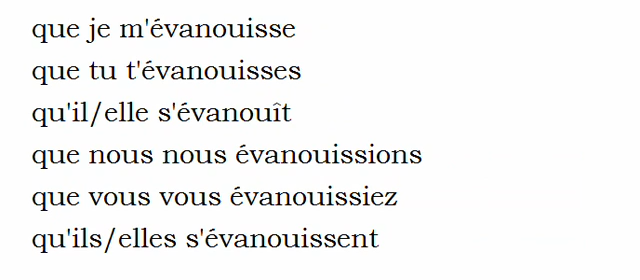 que je m'évanouisse
que tu t'évanouisses
qu'il/elle s'évanouît
que nous nous évanouissions
que vous vous évanouissiez
qu'ils/elles s'évanouissent